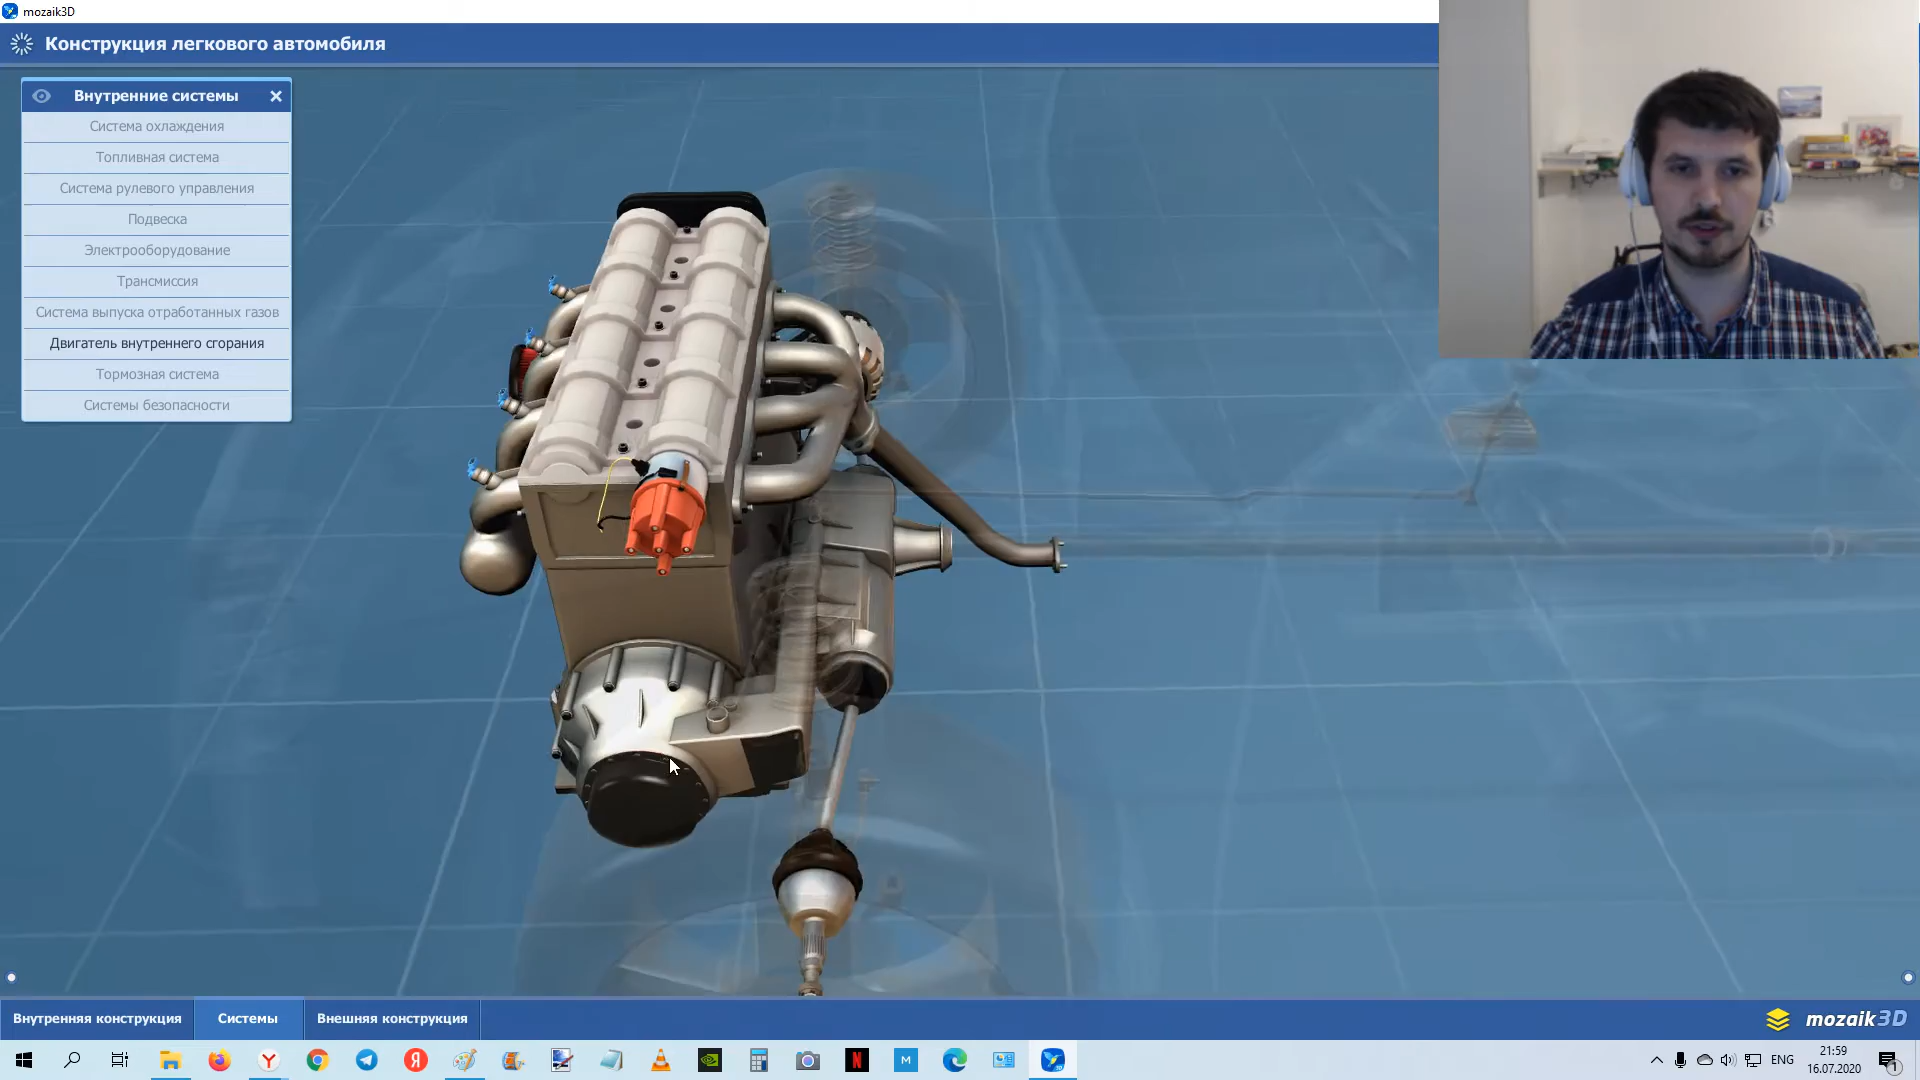 mozaik3D
Конструкция легкового автомобиля
Внутренние системы
Система охлаждения
Топливная система
Система рулевого управления
Подвеска
Электрооборудование
Трансмиссия
Система выпуска отработанных газов
Двигатель внутреннего сгорания
Тормозная система
Системы безопасности
Внутренняя конструкция
Системы
Внешняя конструкция
mozaik3D
ENG
21:59
16.07.2020